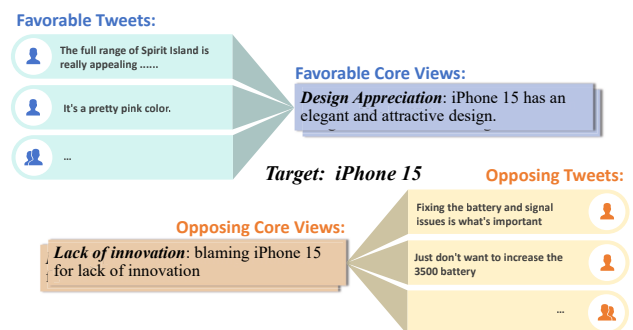 Favorable Tweets:
The full range of Spirit Island is
really appealing ......
It's a pretty pink color.
...
Favorable Core Views:
Design Appreciation: iPhone 15 has an
elegant and attractive design.
Target: iPhone 15
Opposing Tweets:
Fixing the battery and signal
issues is what's important
Just don't want to increase the
3500 battery
...
Opposing Core Views:
Lack of innovation: blaming iPhone 15
for lack of innovation